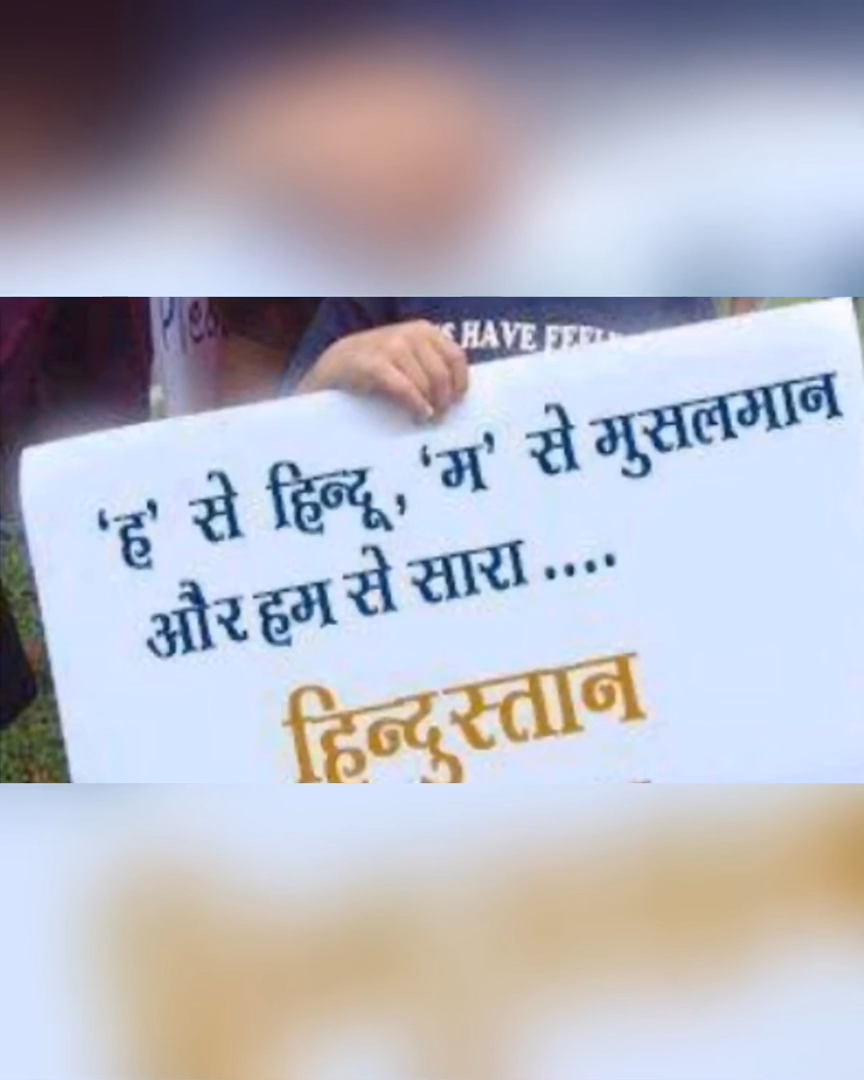 HAVE
‘ह’ से हिन्दू, ‘म’ से मुसलमान
और हम से सारा ....
हिन्दुस्तान